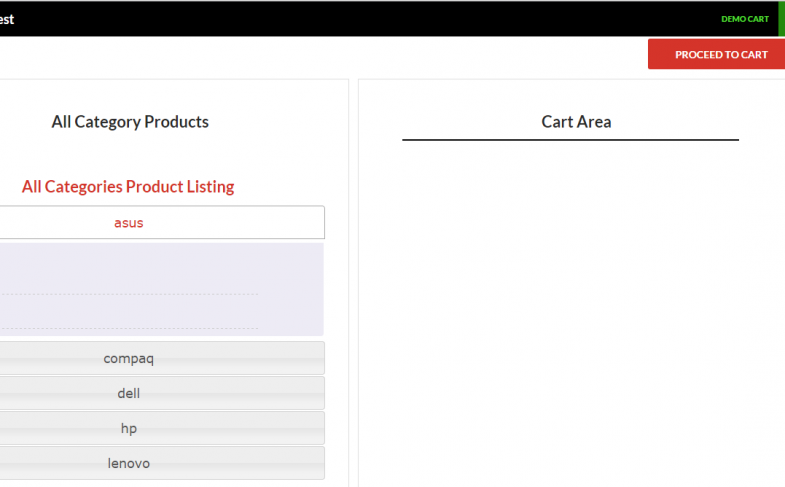 est
DEMO CART
PROCEED TO CART
All Category Products
Cart Area
All Categories Product Listing
asus
compaq
dell
hp
lenovo